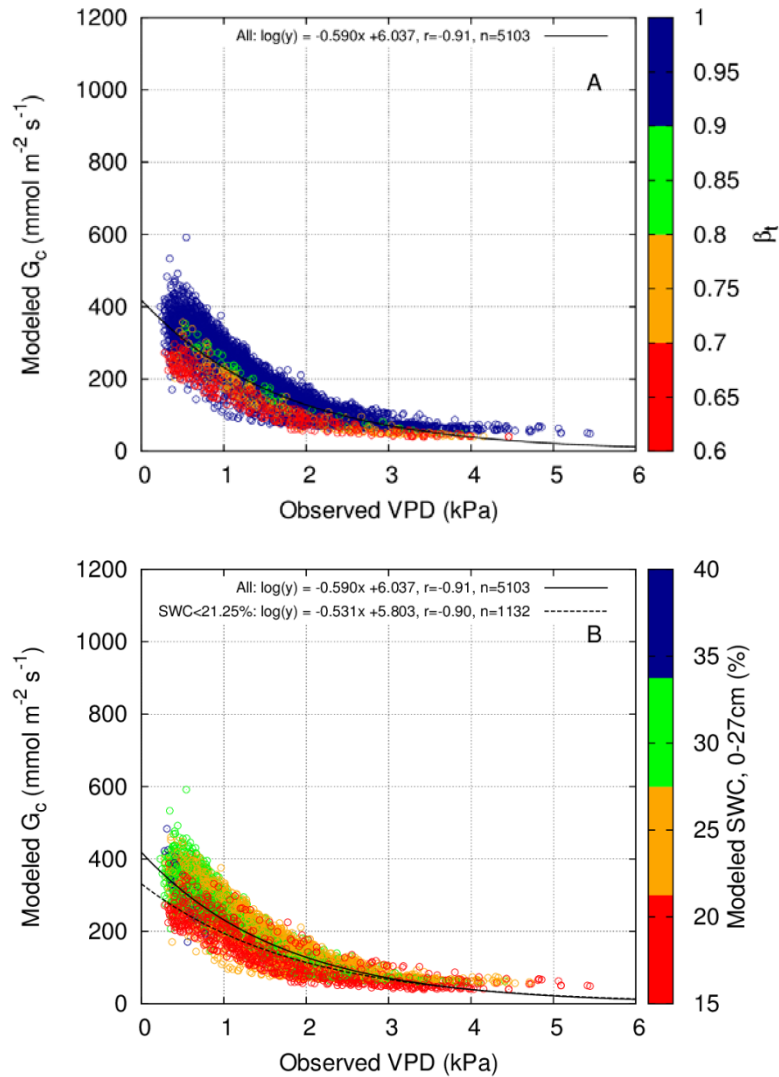 All: log(y) = -0.590x +6.037, r=-0.91, n=5103
A
1200
1000
800
600
400
200
0
Modeled Gc (mmol m-2 s-1)
0 1 2 3 4 5 6
Observed VPD (kPa)
1
0.95
0.9
0.85
0.8
0.75
0.7
0.65
0.6
βt
All: log(y) = -0.590x +6.037, r=-0.91, n=5103
SWC<21.25%: log(y) = -0.531x +5.803, r=-0.90, n=1132
B
1200
1000
800
600
400
200
0
Modeled Gc (mmol m-2 s-1)
0 1 2 3 4 5 6
Observed VPD (kPa)
40
35
30
25
20
15
Modeled SWC, 0-27cm (%)